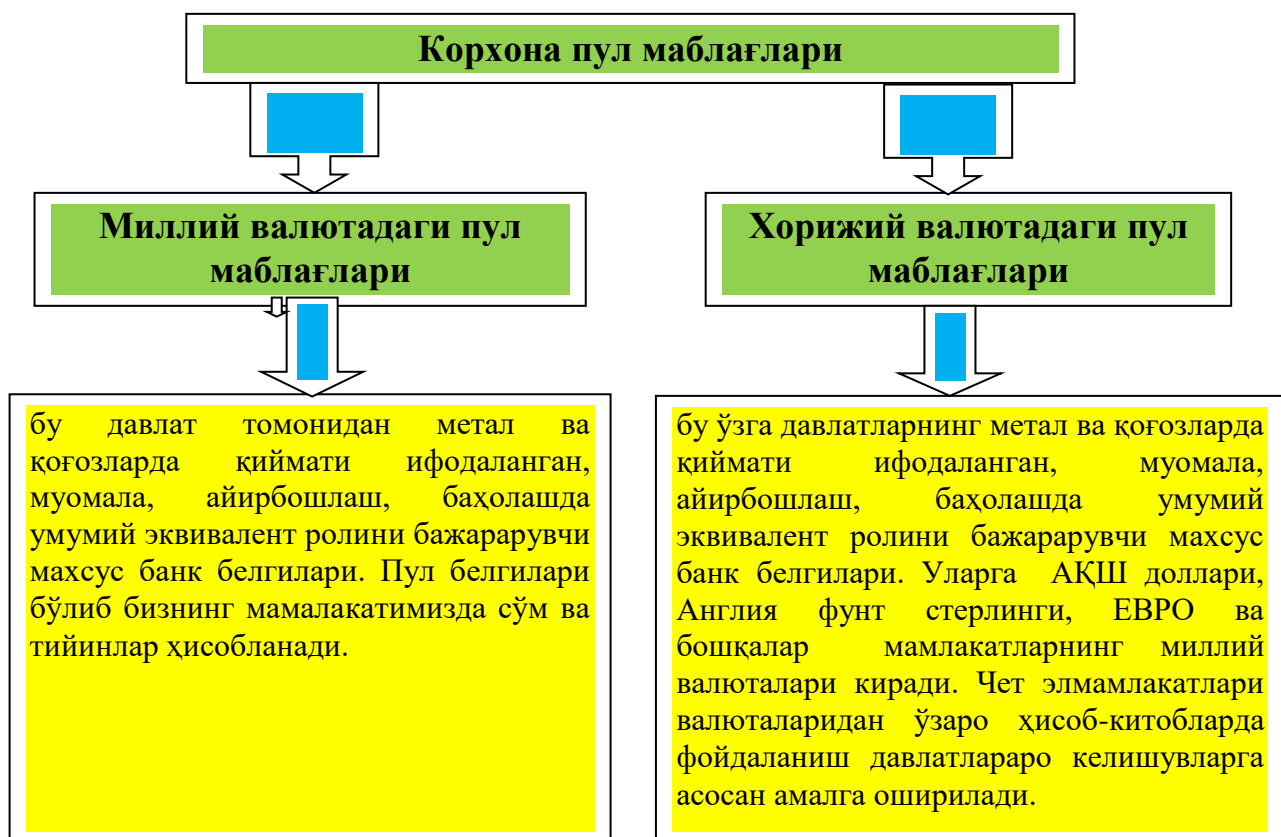 Корхона пул маблағлари
Миллий валютадаги пул
маблағлари
Хорижий валютадаги пул
маблағлари
бу давлат томонидан метал ва
қоғозларда қиймати ифодаланган,
муомала, айирбошлаш, баҳолашда
умумий эквивалент ролини бажарарувчи
махсус банк белгилари. Пул белгилари
бўлиб бизнинг мамалакатимизда сўм ва
тийинлар ҳисобланади.
бу ўзга давлатларнинг метал ва қоғозларда
қиймати ифодаланган, муомала,
айирбошлаш, баҳолашда умумий
эквивалент ролини бажарарувчи махсус
банк белгилари. Уларга АҚШ доллари,
Англия фунт стерлинги, ЕВРО ва
бошқалар мамлакатларнинг миллий
валюталари киради. Чет элмамлакатлари
валюталаридан ўзаро ҳисоб-китобларда
фойдаланиш давлатлараро келишувларга
асосан амалга оширилади.